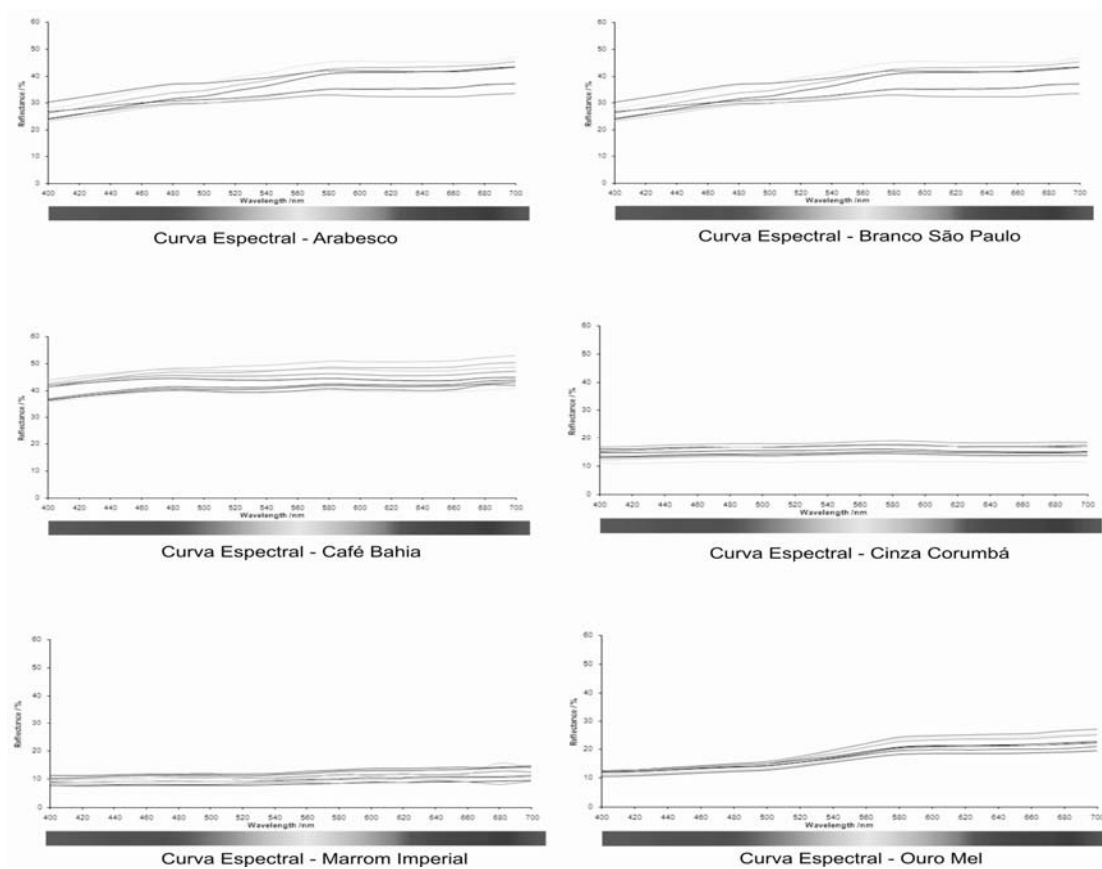 60
50
40
30
20
10
0
Reflectance / %
400 420 440 460 480 500 520 540 560 580 600 620 640 660 680 700
Wavelength /nm
Curva Espectral - Arabesco
60
50
40
30
20
10
0
Reflectance / %
400 420 440 460 480 500 520 540 560 580 600 620 640 660 680 700
Wavelength /nm
Curva Espectral - Branco São Paulo
60
50
40
30
20
10
0
Reflectance / %
400 420 440 460 480 500 520 540 560 580 600 620 640 660 680 700
Wavelength /nm
Curva Espectral - Café Bahia
60
50
40
30
20
10
0
Reflectance / %
400 420 440 460 480 500 520 540 560 580 600 620 640 660 680 700
Wavelength /nm
Curva Espectral - Cinza Corumbá
60
50
40
30
20
10
0
Reflectance / %
400 420 440 460 480 500 520 540 560 580 600 620 640 660 680 700
Wavelength /nm
Curva Espectral - Marrom Imperial
60
50
40
30
20
10
0
Reflectance / %
400 420 440 460 480 500 520 540 560 580 600 620 640 660 680 700
Wavelength /nm
Curva Espectral - Ouro Mel